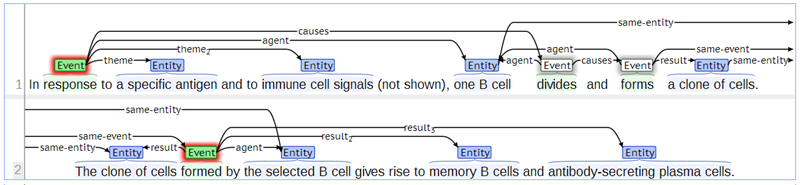 causes same-entity
agent
theme2 agent same-event
Event theme Entity Entity Entity agent Event causes Event result Entity same-entity
1 In response to a specific antigen and to immune cell signals (not shown), one B cell divides and forms a clone of cells.
same-entity
same-event result3
same-entity result2
Entity result Event agent Entity Entity Entity
2 The clone of cells formed by the selected B cell gives rise to memory B cells and antibody-secreting plasma cells.